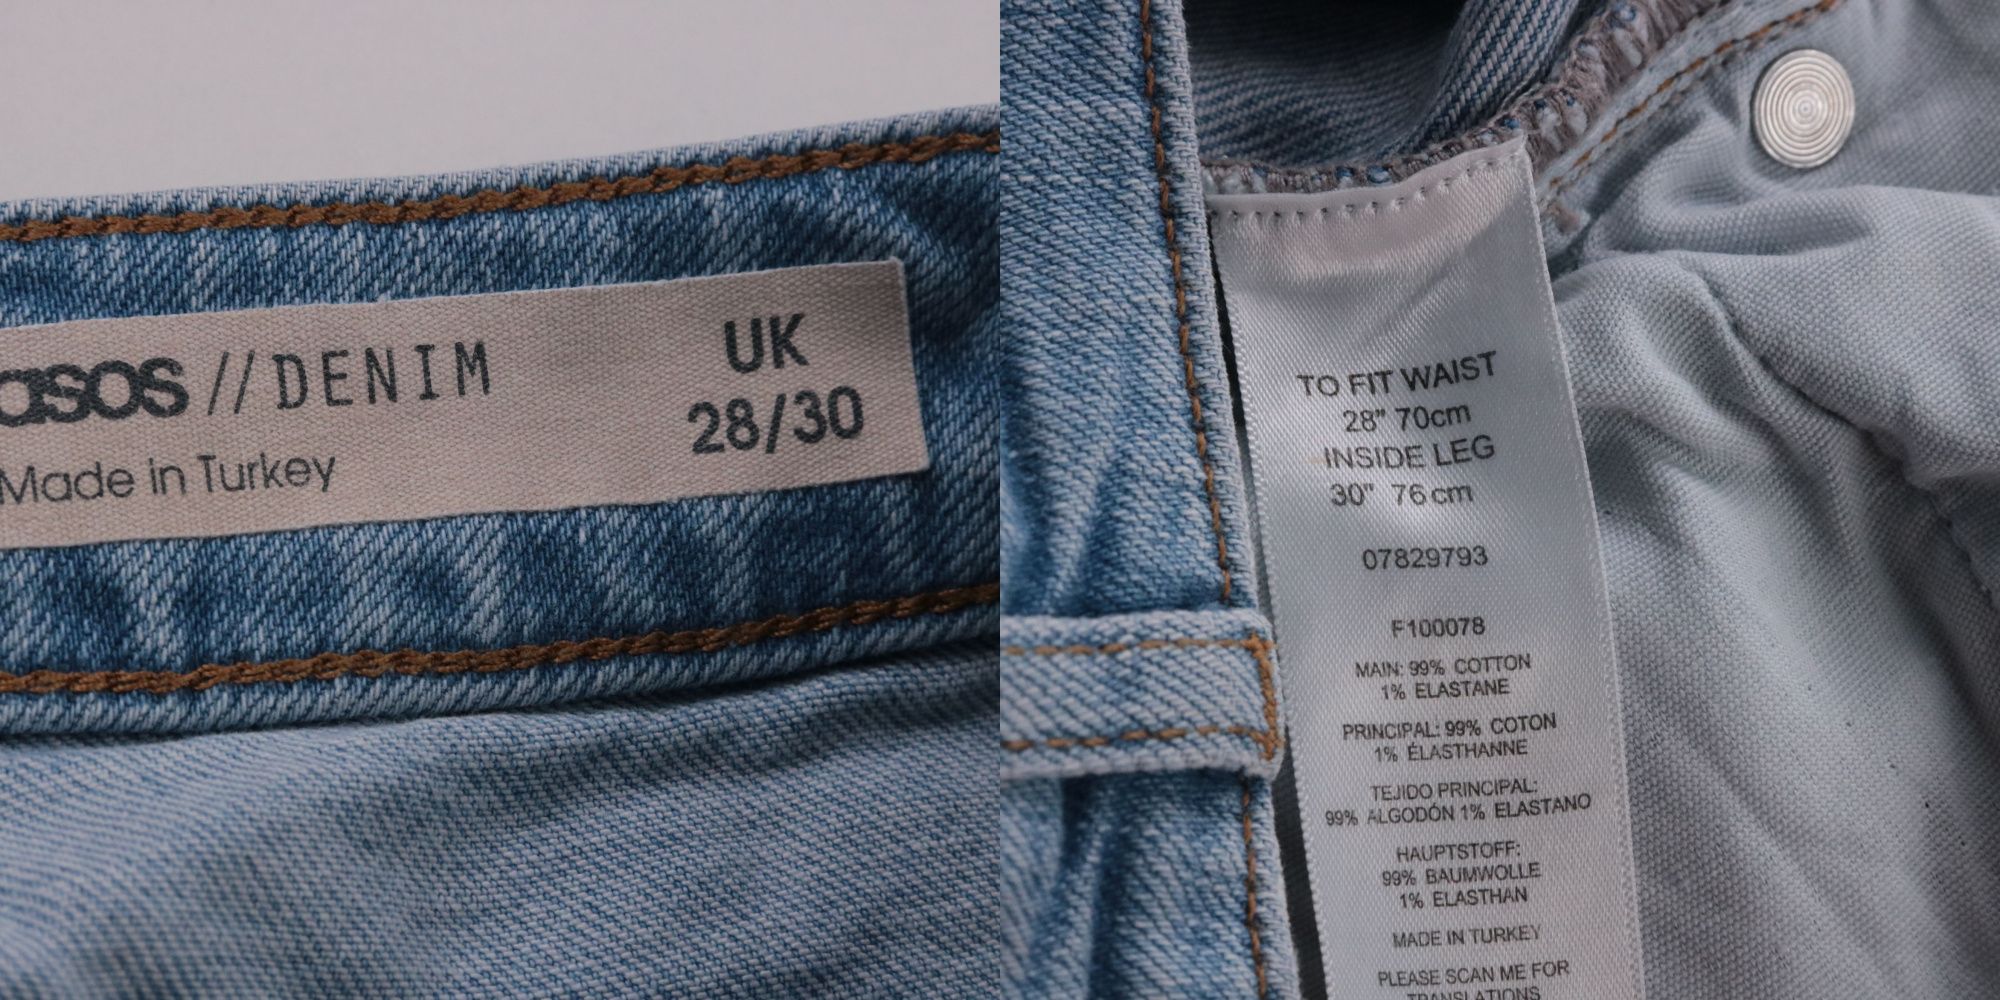 asos // DENIM
Made in Turkey
UK
28/30
TO FIT WAIST
28" 70cm
INSIDE LEG
30" 76cm
07829793
F100078
MAIN: 99% COTTON
1% ELASTANE
PRINCIPAL: 99% COTON
1% ÉLASTHANNE
TEJIDO PRINCIPAL:
99% ALGODÓN 1% ELASTANO
HAUPTSTOFF:
99% BAUMWOLLE
1% ELASTHAN
MADE IN TURKEY
PLEASE SCAN ME FOR
TRANSLATIONS